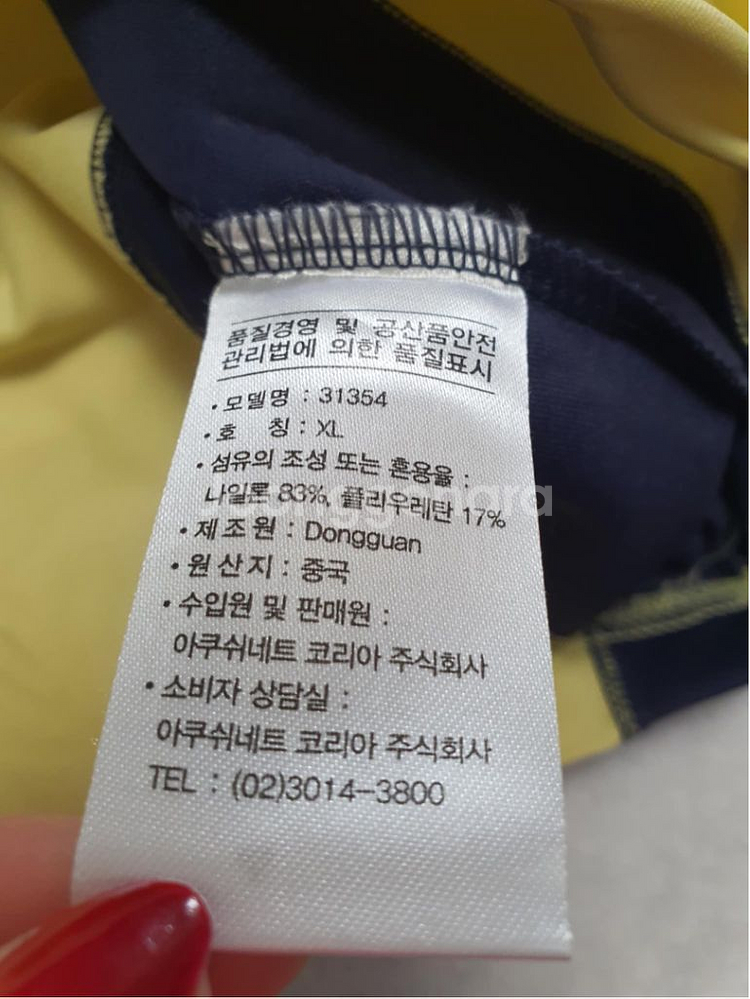 품질경영 및 공산품안전
관리법에 의한 품질표시
• 모델명 : 31354
• 호 칭 : XL
• 섬유의 조성 또는 혼용율 :
나일론 83%, 폴리우레탄 17%
• 제조원 : Dongguan
• 원산지 : 중국
• 수입원 및 판매원 :
아쿠쉬네트 코리아 주식회사
• 소비자 상담실 :
아쿠쉬네트 코리아 주식회사
TEL : (02)3014-3800